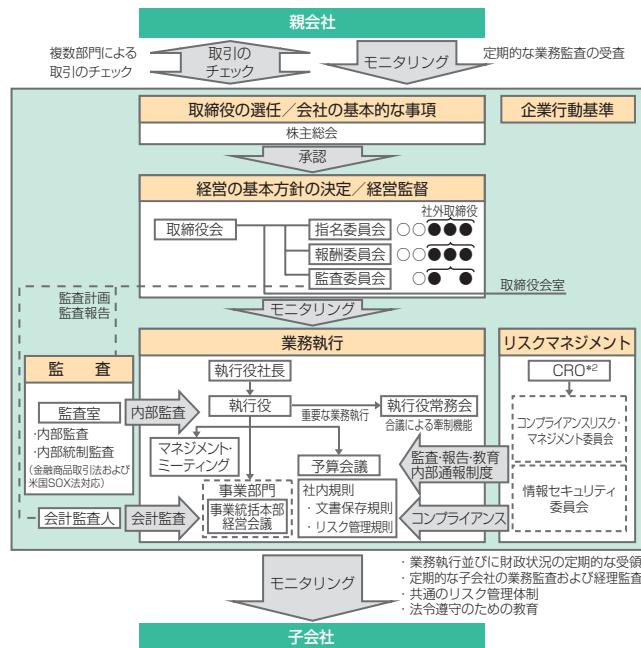 親会社
複数部門による
取引のチェック
取引の
チェック
モニタリング
定期的な業務監査の受査
取締役の選任／会社の基本的な事項
株主総会
企業行動基準
承認
経営の基本方針の決定／経営監督
社外取締役
取締役会
指名委員会 ○○●●●
報酬委員会 ○○●●●
監査委員会 ○● ●
取締役会室
監査計画
監査報告
モニタリング
監　査
監査室
・内部監査
・内部統制監査
（金融商品取引法および
米国SOX法対応）
会計監査人
内部監査
会計監査
業務執行
執行役社長
執行役
重要な業務執行
執行役常務会
合議による牽制機能
マネジメント・
ミーティング
予算会議
事業部門
事業統括本部
経営会議
社内規則
・文書保存規則
・リスク管理規則
監査・報告・教育
内部通報制度
コンプライアンス
リスクマネジメント
CRO*2
コンプライアンスリスク・
マネジメント委員会
情報セキュリティ
委員会
モニタリング
・業務執行並びに財政状況の定期的な受領
・定期的な子会社の業務監査および経理監査
・共通のリスク管理体制
・法令遵守のための教育
子会社